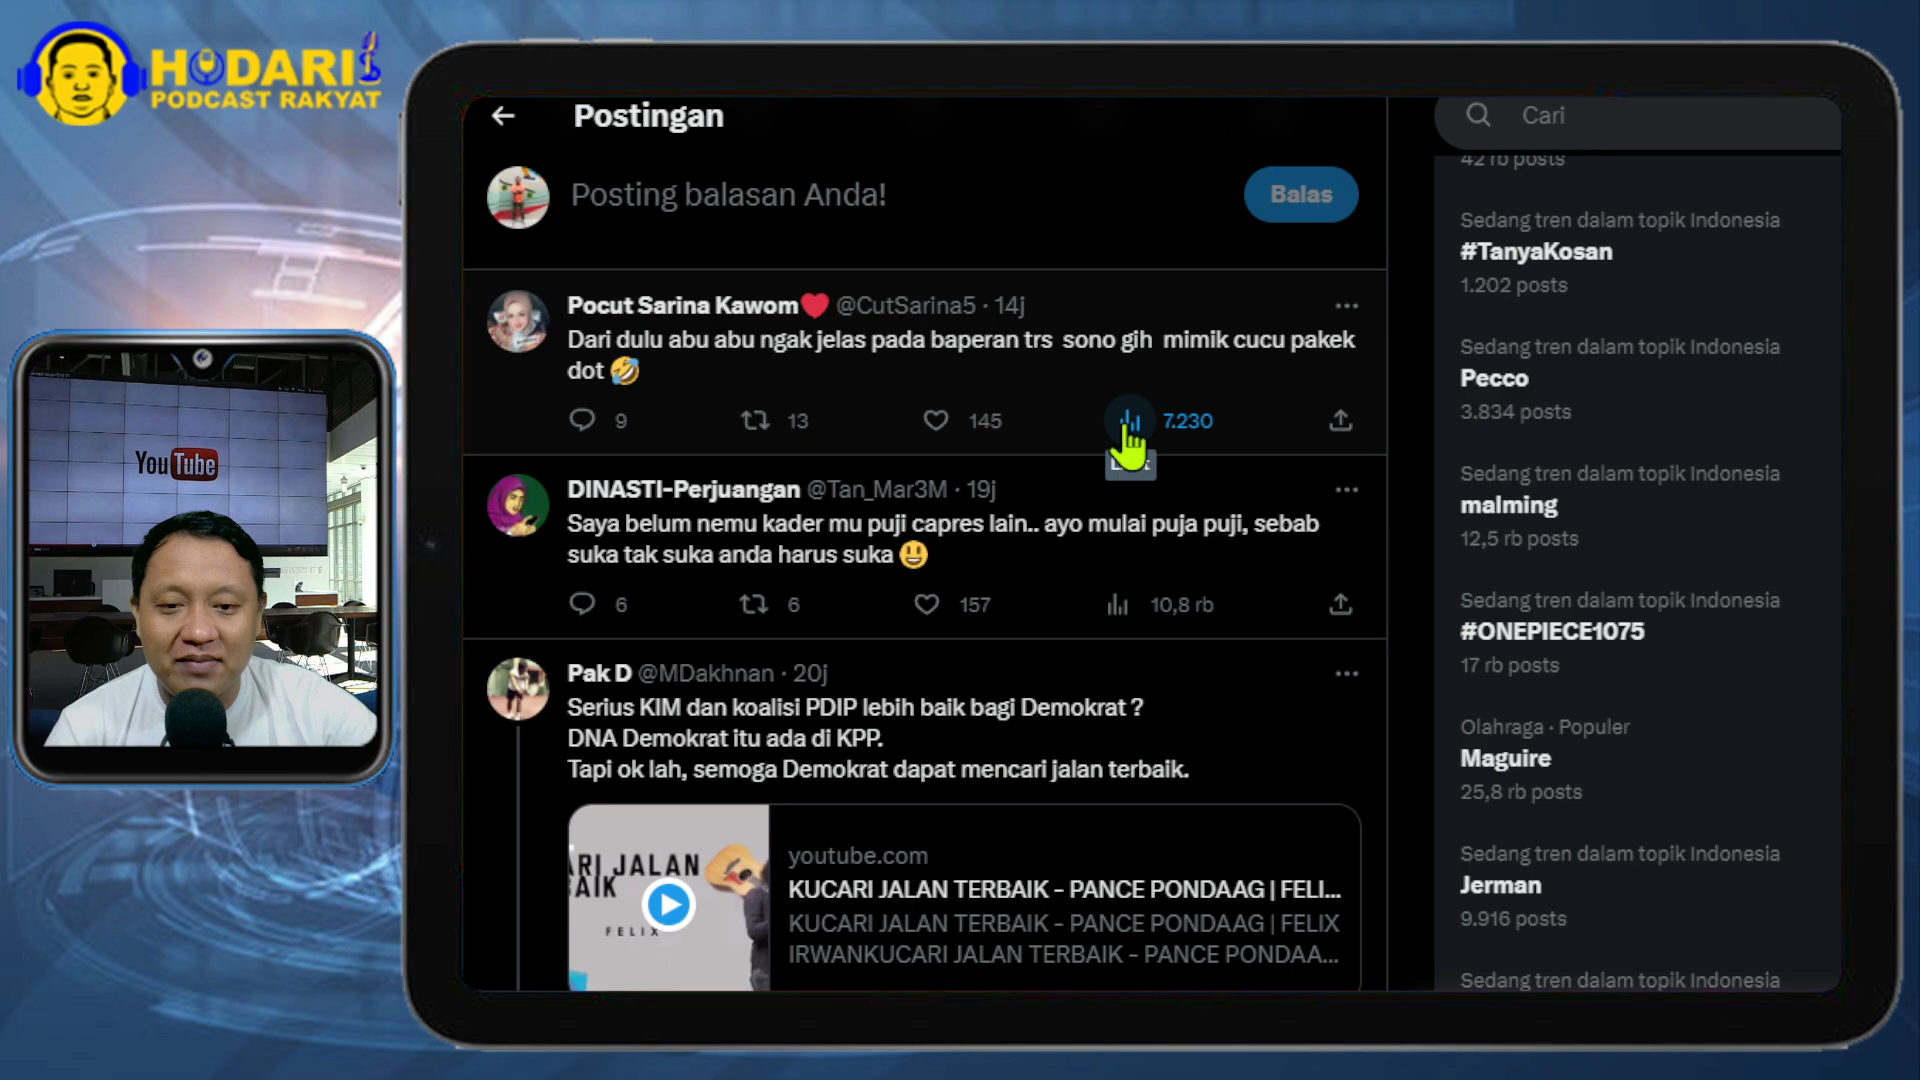 HODARI
PODCAST RAKYAT
YouTube
Postingan
Posting balasan Anda!
Balas
Pocut Sarina Kawom @CutSarina5 · 14j
Dari dulu abu abu ngak jelas pada baperan trs sono gih mimik cucu pakek
dot 🤣
9
13
145
7.230
DINASTI-Perjuangan @Tan_Mar3M · 19j
Saya belum nemu kader mu puji capres lain.. ayo mulai puja puji, sebab
suka tak suka anda harus suka 😃
6
6
157
10,8 rb
Pak D @MDakhnan · 20j
Serius KIM dan koalisi PDIP lebih baik bagi Demokrat ?
DNA Demokrat itu ada di KPP.
Tapi ok lah, semoga Demokrat dapat mencari jalan terbaik.
ARI JALAN
BAIK
FELIX
youtube.com
KUCARI JALAN TERBAIK - PANCE PONDAAG | FELI...
KUCARI JALAN TERBAIK - PANCE PONDAAG | FELIX
IRWANKUCARI JALAN TERBAIK - PANCE PONDAA...
Cari
42 rb posts
Sedang tren dalam topik Indonesia
#TanyaKosan
1.202 posts
Sedang tren dalam topik Indonesia
Pecco
3.834 posts
Sedang tren dalam topik Indonesia
malming
12,5 rb posts
Sedang tren dalam topik Indonesia
#ONEPIECE1075
17 rb posts
Olahraga · Populer
Maguire
25,8 rb posts
Sedang tren dalam topik Indonesia
Jerman
9.916 posts
Sedang tren dalam topik Indonesia